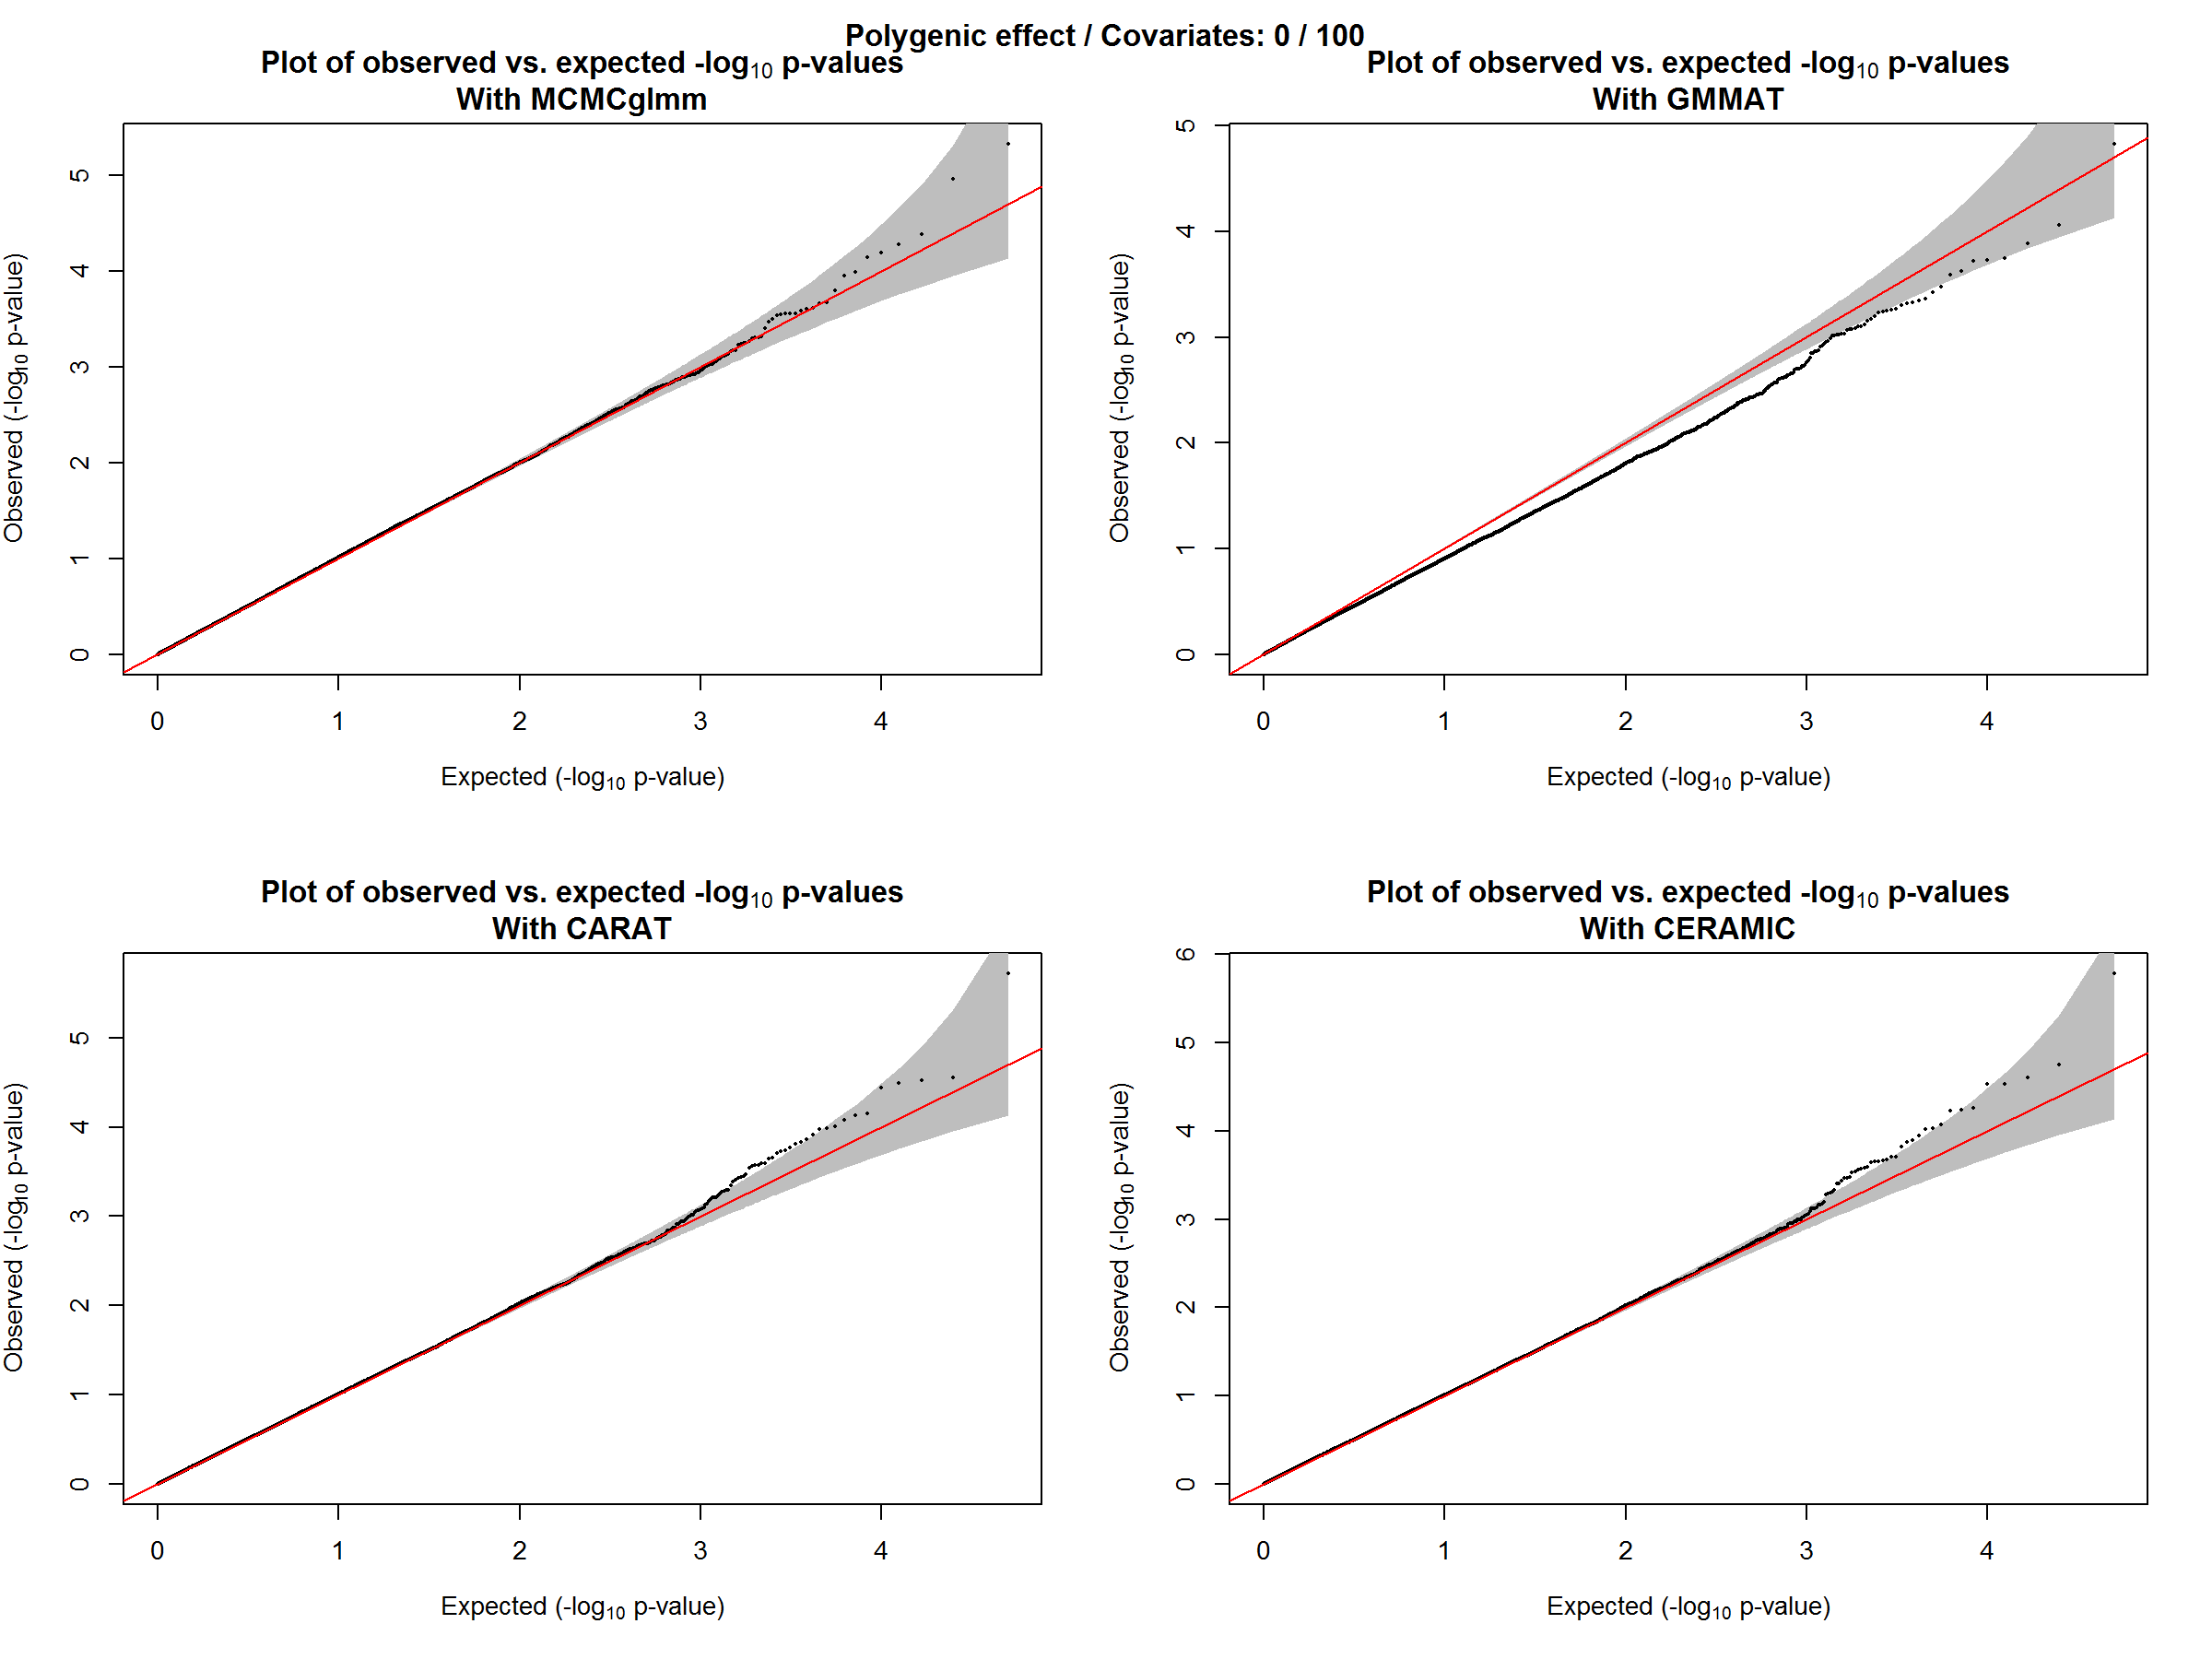 Polygenic effect / Covariates: 0 / 100
Plot of observed vs. expected -log10 p-values
With MCMCglmm
Observed (-log10 p-value)
5
4
3
2
1
0
0 1 2 3 4
Expected (-log10 p-value)
Plot of observed vs. expected -log10 p-values
With GMMAT
Observed (-log10 p-value)
5
4
3
2
1
0
0 1 2 3 4
Expected (-log10 p-value)
Plot of observed vs. expected -log10 p-values
With CARAT
Observed (-log10 p-value)
5
4
3
2
1
0
0 1 2 3 4
Expected (-log10 p-value)
Plot of observed vs. expected -log10 p-values
With CERAMIC
Observed (-log10 p-value)
6
5
4
3
2
1
0
0 1 2 3 4
Expected (-log10 p-value)